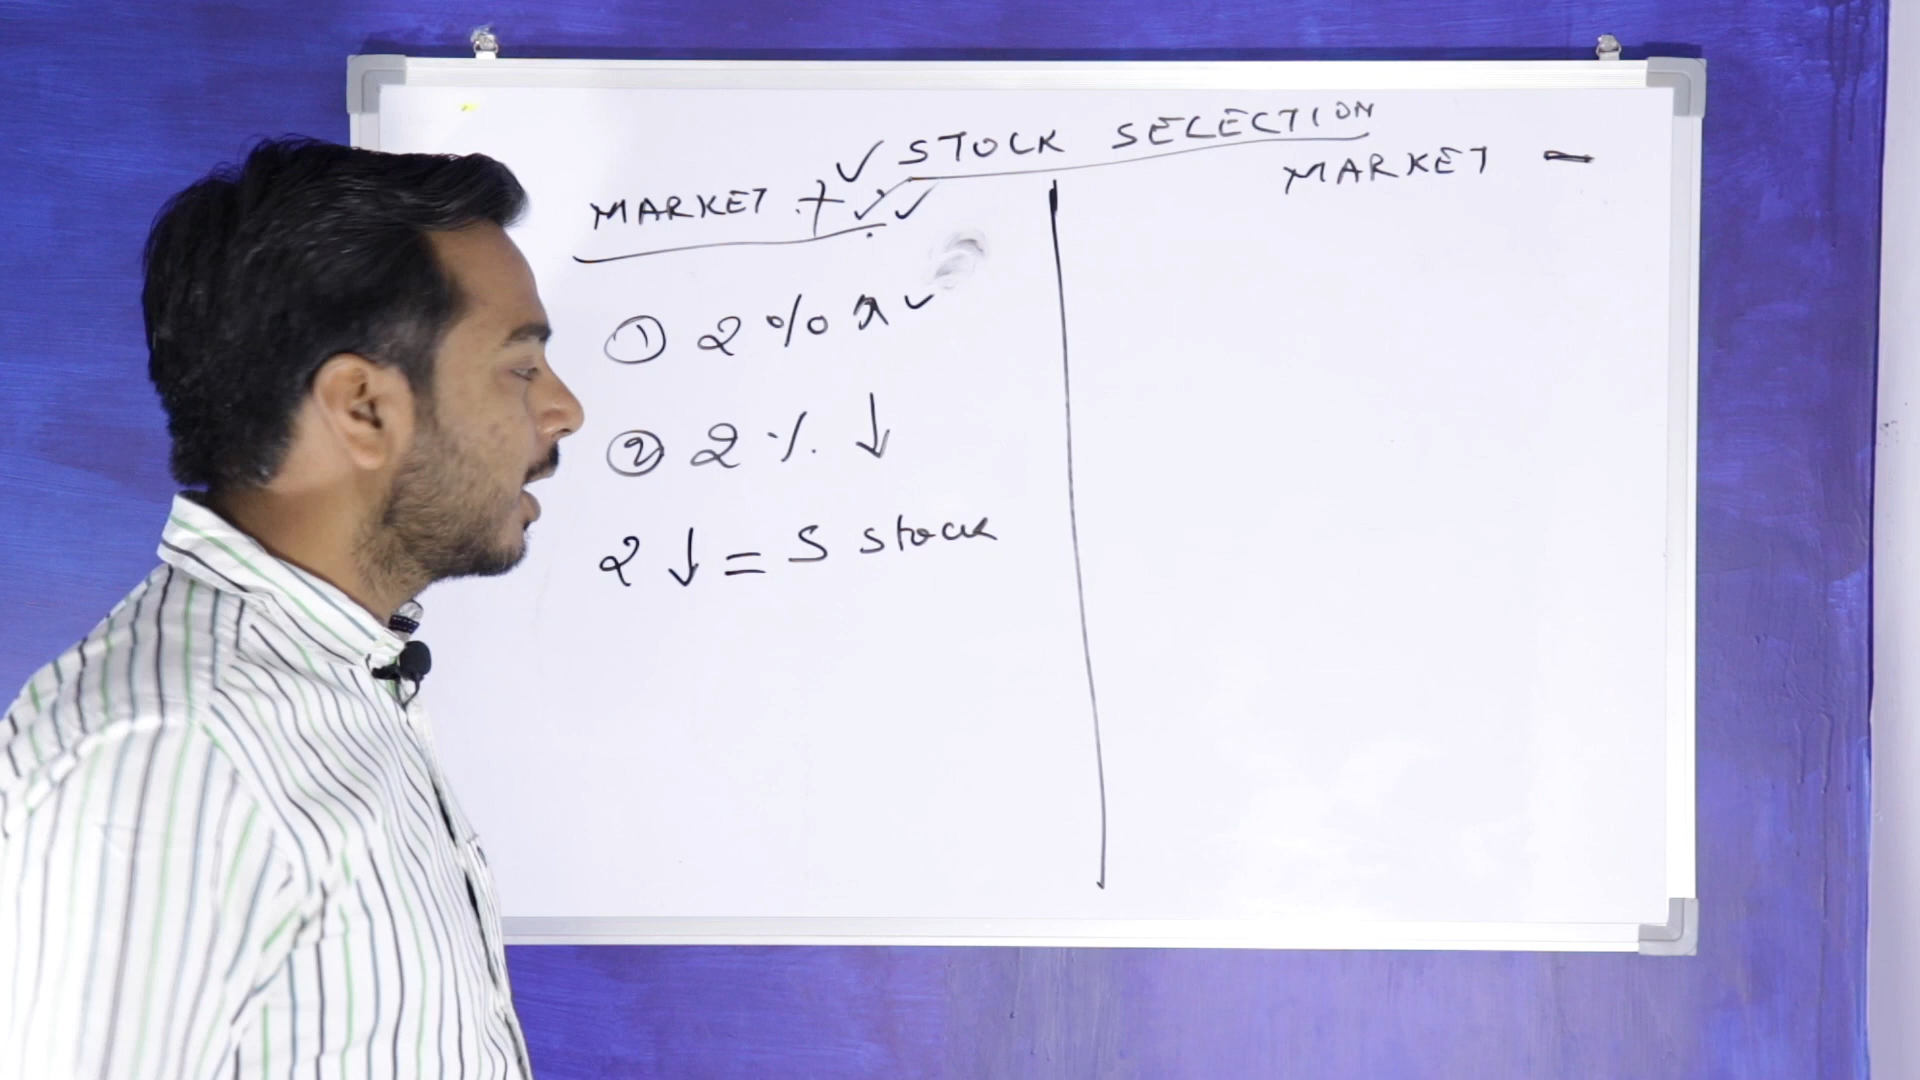 ✓ STOCK SELECTION
MARKET + ✓✓
① 2 % ✓
② 2 ·/. ↓
2 ↓ = 5 stock
MARKET -